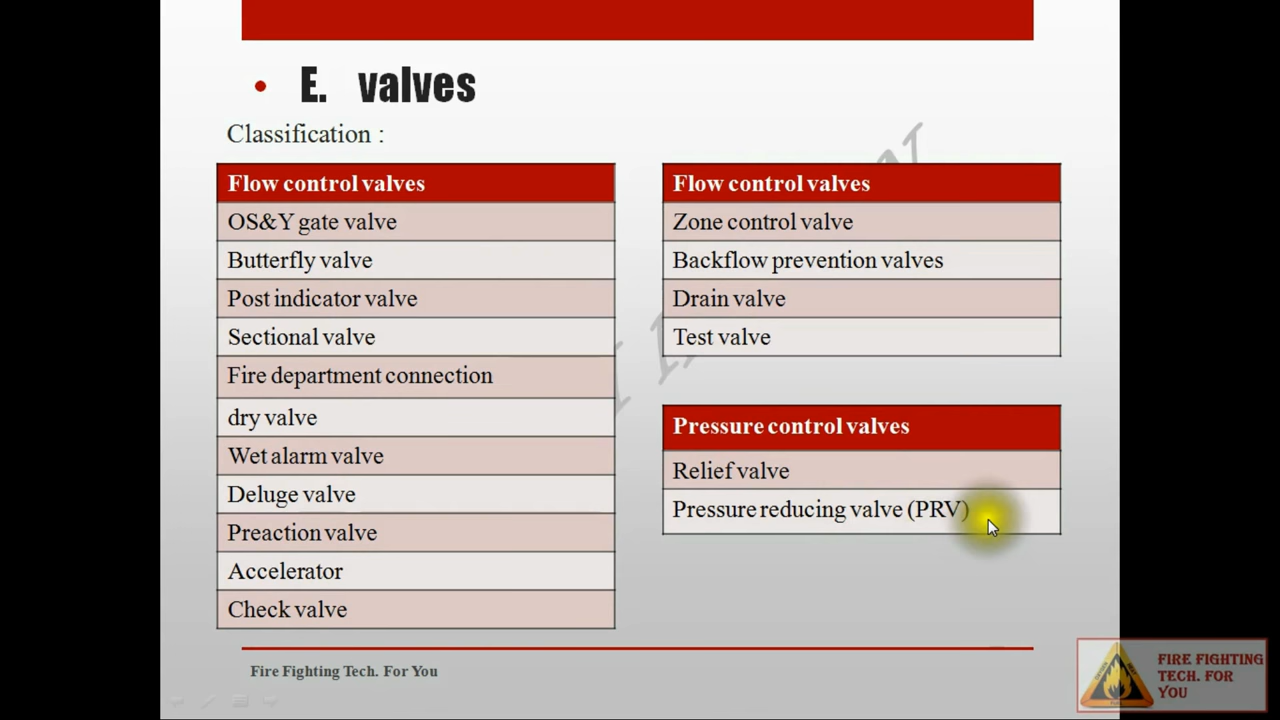 • E. valves
Classification :
Flow control valves
OS&Y gate valve
Butterfly valve
Post indicator valve
Sectional valve
Fire department connection
dry valve
Wet alarm valve
Deluge valve
Preaction valve
Accelerator
Check valve
Flow control valves
Zone control valve
Backflow prevention valves
Drain valve
Test valve
Pressure control valves
Relief valve
Pressure reducing valve (PRV)
Fire Fighting Tech. For You
FIRE FIGHTING
TECH. FOR
YOU